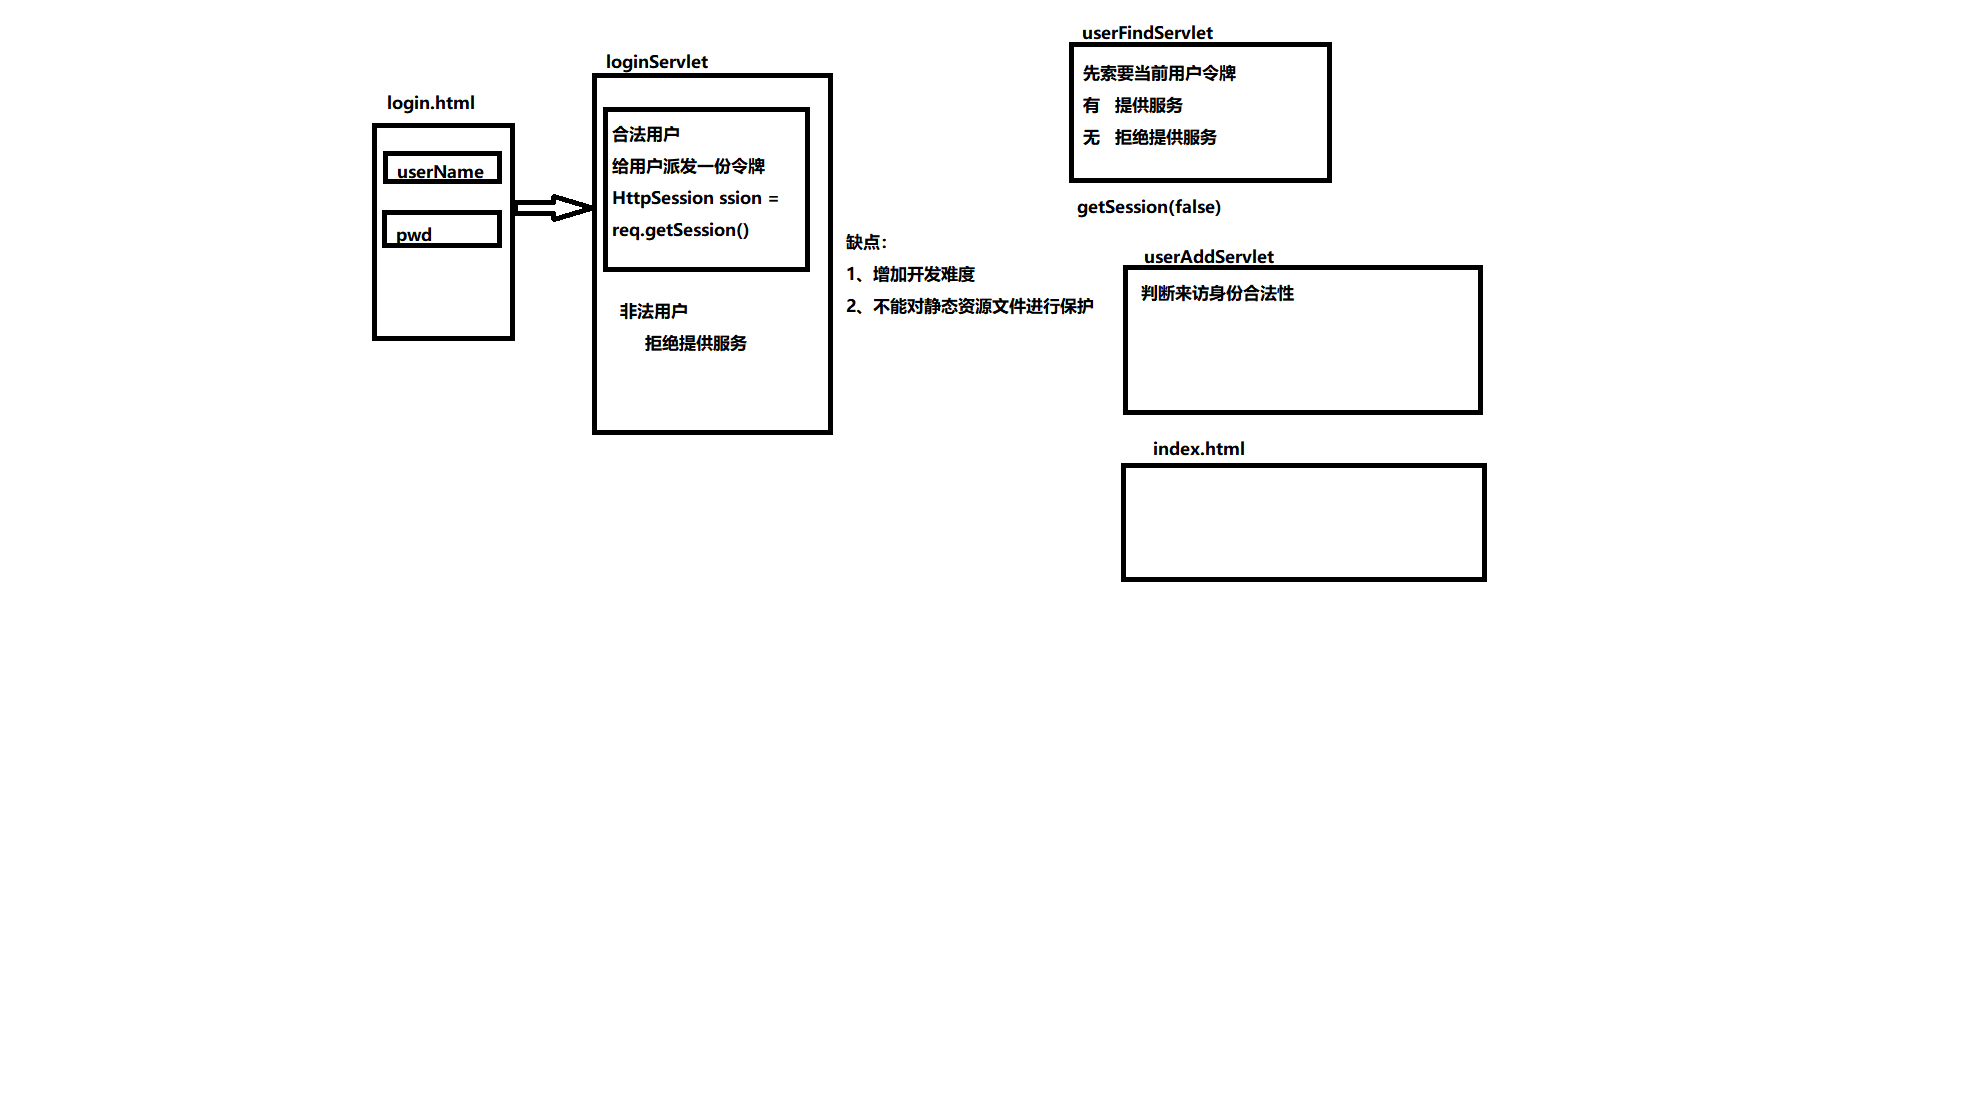 login.html
userName
pwd
loginServlet
合法用户
给用户派发一份令牌
HttpSession ssion =
req.getSession()
非法用户
拒绝提供服务
缺点：
1、增加开发难度
2、不能对静态资源文件进行保护
userFindServlet
先索要当前用户令牌
有 提供服务
无 拒绝提供服务
getSession(false)
userAddServlet
判断来访身份合法性
index.html